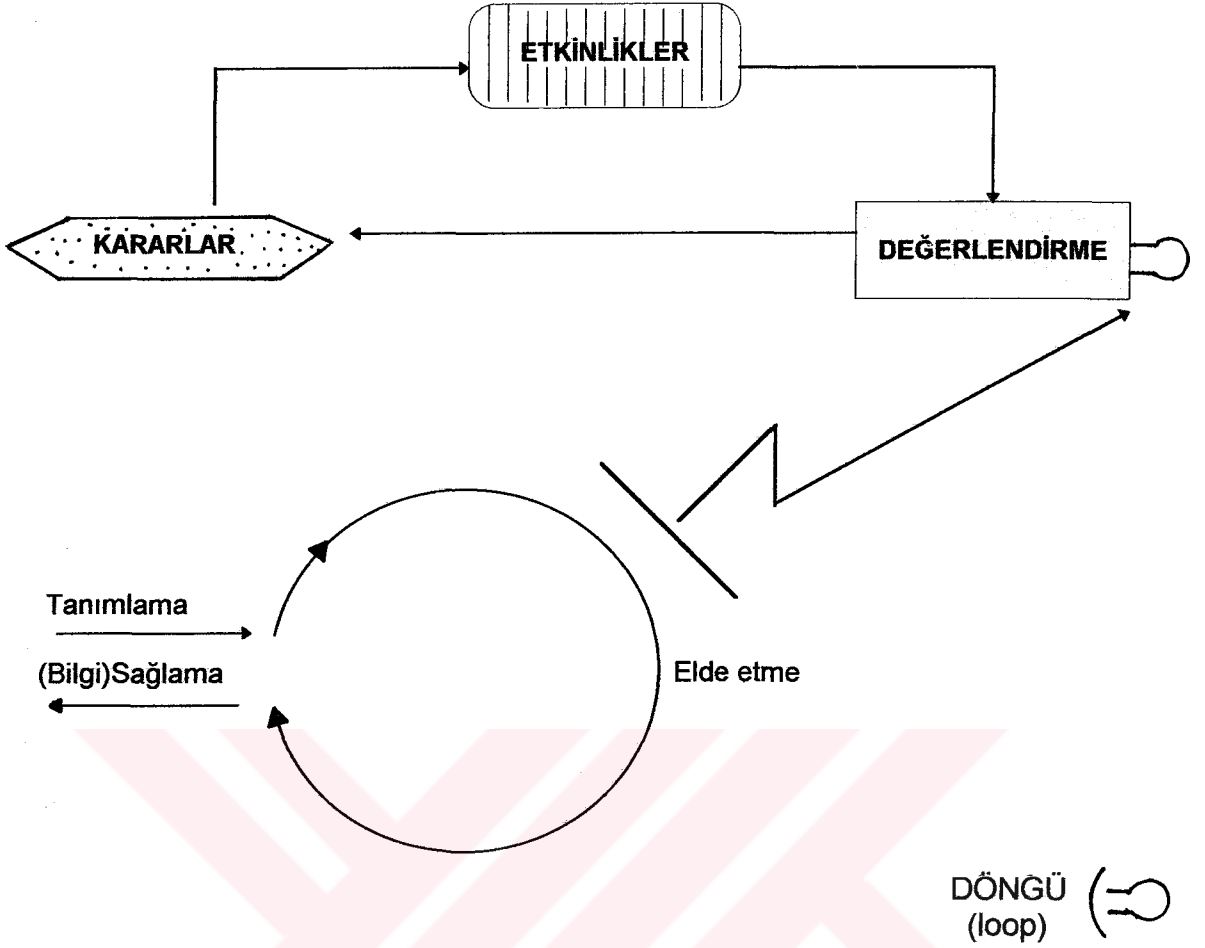 ETKİNLİKLER
KARARLAR
DEĞERLENDİRME
Tanımlama
(Bilgi)Sağlama
Elde etme
DÖNGÜ
(loop)